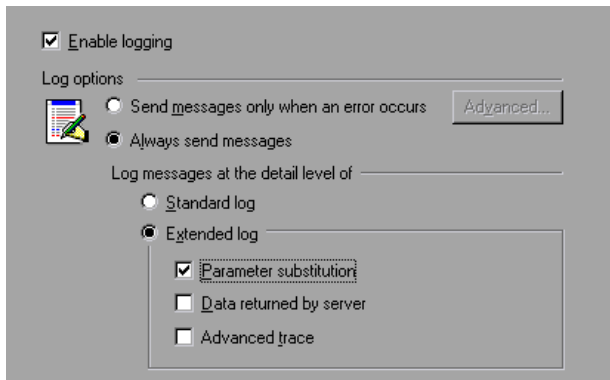 Enable logging
Log options
Send messages only when an error occurs
Advanced...
Always send messages
Log messages at the detail level of
Standard log
Extended log
Parameter substitution
Data returned by server
Advanced trace